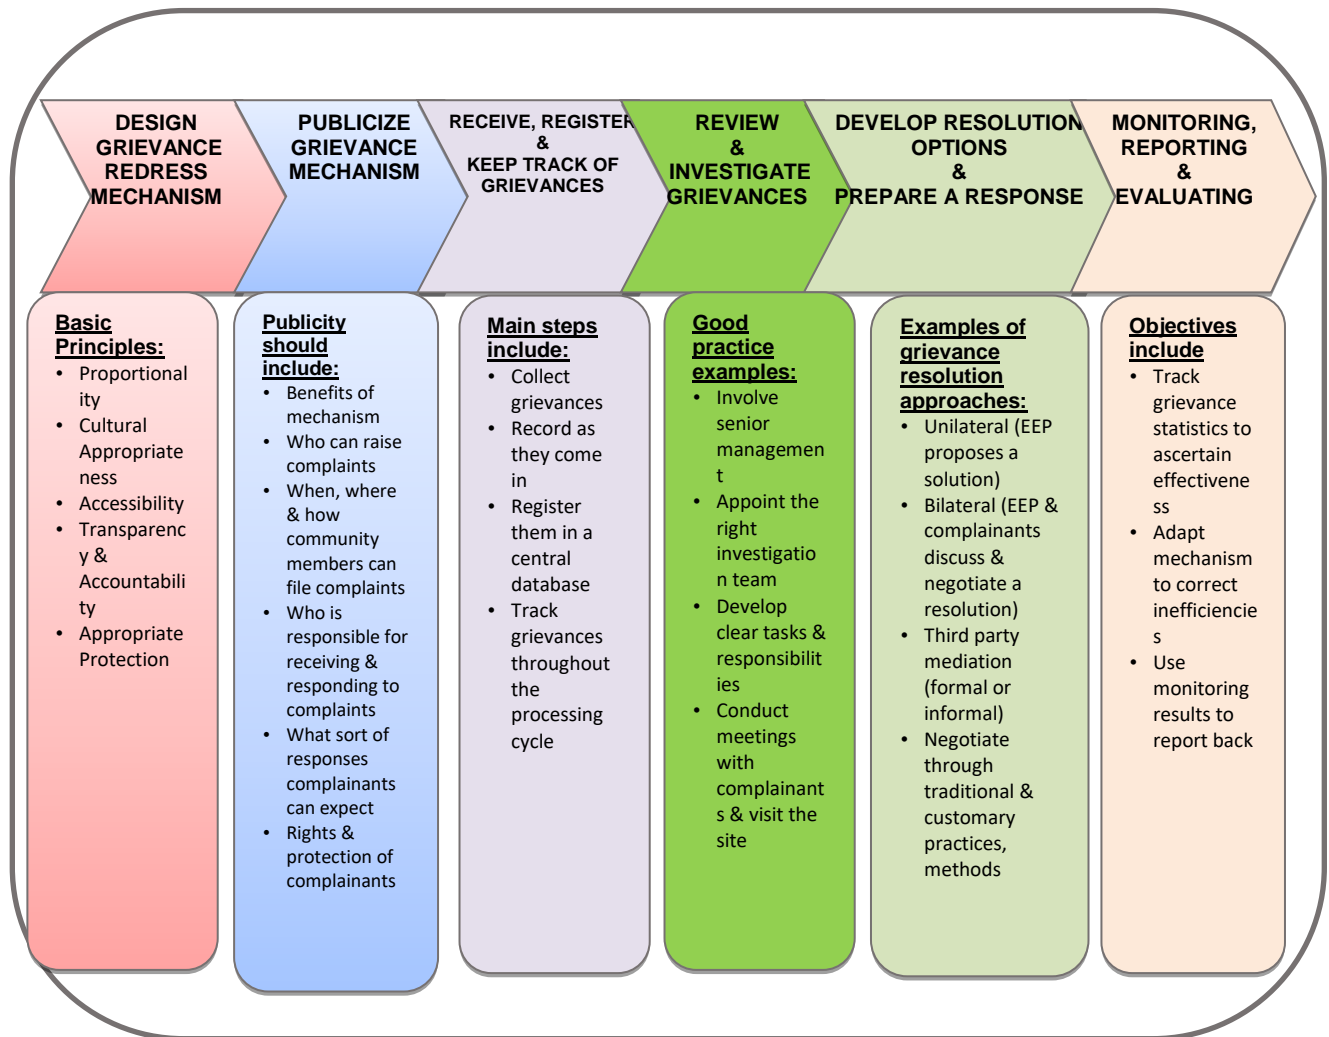 DESIGN
GRIEVANCE
REDRESS
MECHANISM
PUBLICIZE
GRIEVANCE
MECHANISM
RECEIVE, REGISTER
&
KEEP TRACK OF
GRIEVANCES
REVIEW
&
INVESTIGATE
GRIEVANCES
DEVELOP RESOLUTION
OPTIONS
&
PREPARE A RESPONSE
MONITORING,
REPORTING
&
EVALUATING
Basic
Principles:
• Proportional
ity
• Cultural
Appropriate
ness
• Accessibility
• Transparenc
y &
Accountabili
ty
• Appropriate
Protection
Publicity
should
include:
• Benefits of
mechanism
• Who can raise
complaints
• When, where
& how
community
members can
file complaints
• Who is
responsible for
receiving &
responding to
complaints
• What sort of
responses
complainants
can expect
• Rights &
protection of
complainants
Main steps
include:
• Collect
grievances
• Record as
they come
in
• Register
them in a
central
database
• Track
grievances
throughout
the
processing
cycle
Good
practice
examples:
• Involve
senior
managemen
t
• Appoint the
right
investigatio
n team
• Develop
clear tasks &
responsibilit
ies
• Conduct
meetings
with
complainant
s & visit the
site
Examples of
grievance
resolution
approaches:
• Unilateral (EEP
proposes a
solution)
• Bilateral (EEP &
complainants
discuss &
negotiate a
resolution)
• Third party
mediation
(formal or
informal)
• Negotiate
through
traditional &
customary
practices,
methods
Objectives
include
• Track
grievance
statistics to
ascertain
effectivene
ss
• Adapt
mechanism
to correct
inefficiencie
s
• Use
monitoring
results to
report back